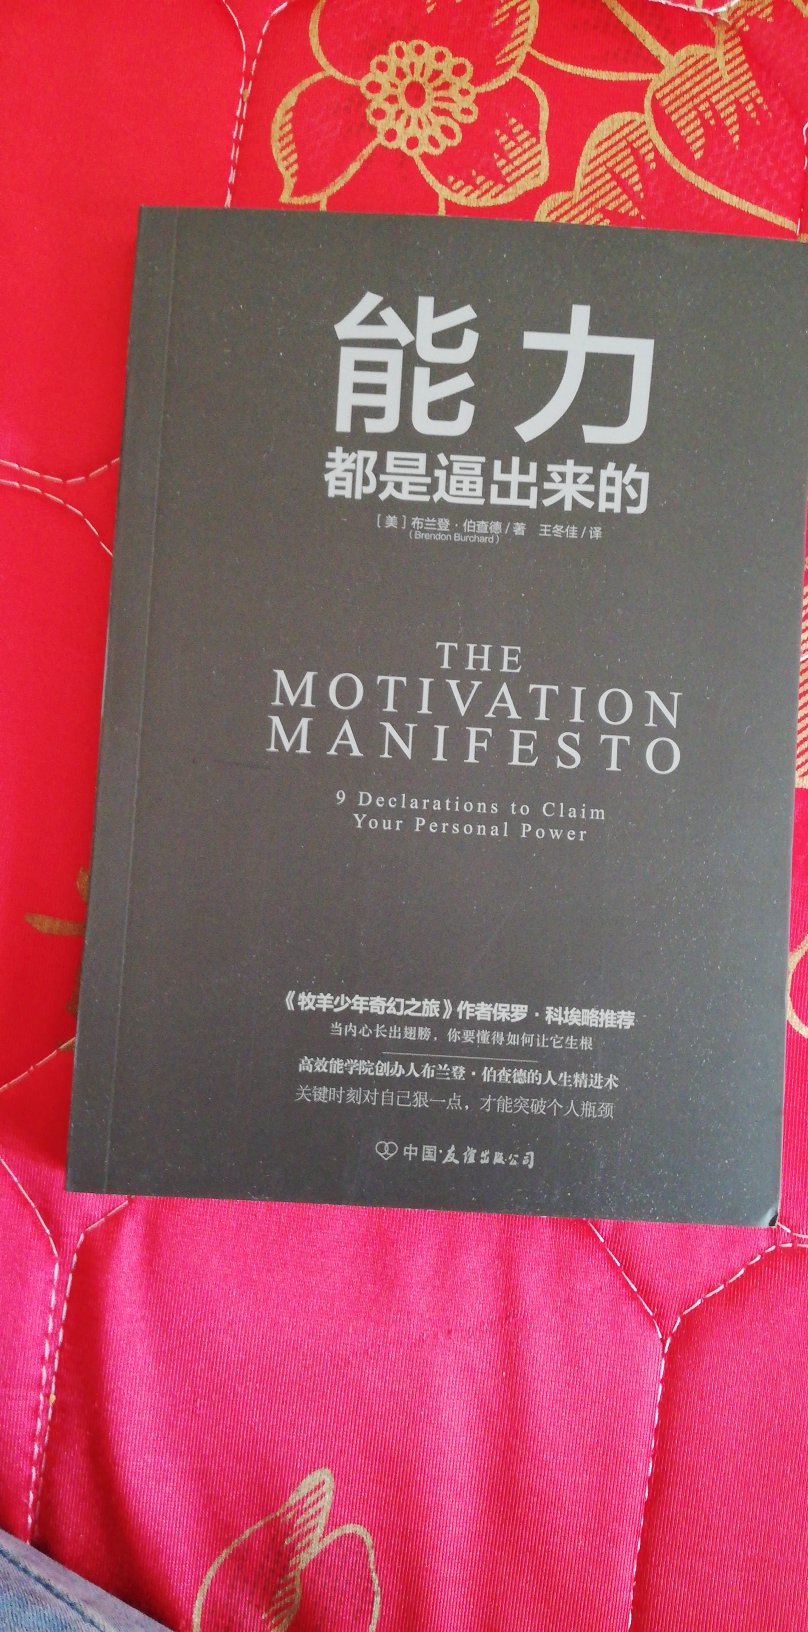 能力
都是逼出来的
［美］布兰登·伯查德/著 王冬佳/译
（Brendon Burchard）
THE
MOTIVATION
MANIFESTO
9 Declarations to Claim
Your Personal Power
《牧羊少年奇幻之旅》作者保罗·科埃略推荐
当内心长出翅膀，你要懂得如何让它生根
高效能学院创办人布兰登·伯查德的人生精进术
关键时刻对自己狠一点，才能突破个人瓶颈
中国·友谊出版公司